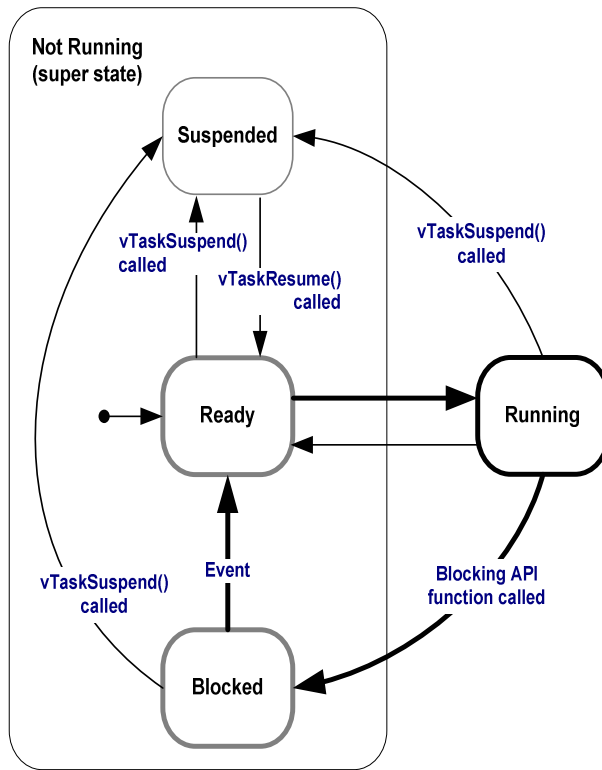 Not Running
(super state)
Suspended
vTaskSuspend()
called
vTaskResume()
called
vTaskSuspend()
called
Ready
Running
Event
Blocking API
function called
vTaskSuspend()
called
Blocked